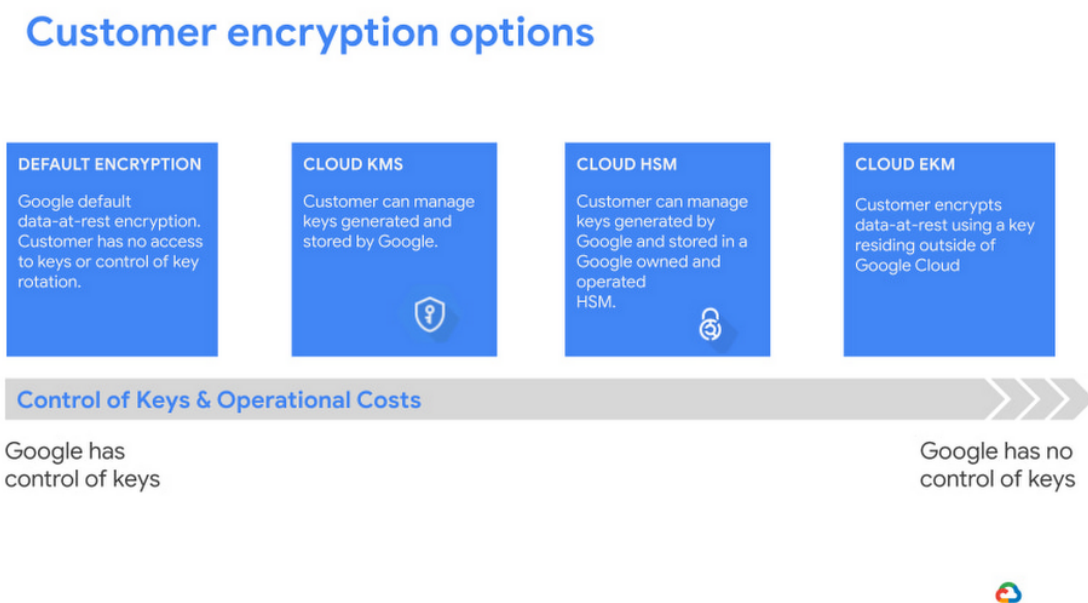 Customer encryption options
DEFAULT ENCRYPTION
Google default
data-at-rest encryption.
Customer has no access
to keys or control of key
rotation.
CLOUD KMS
Customer can manage
keys generated and
stored by Google.
CLOUD HSM
Customer can manage
keys generated by
Google and stored in a
Google owned and
operated
HSM.
CLOUD EKM
Customer encrypts
data-at-rest using a key
residing outside of
Google Cloud
Control of Keys & Operational Costs
Google has
control of keys
Google has no
control of keys